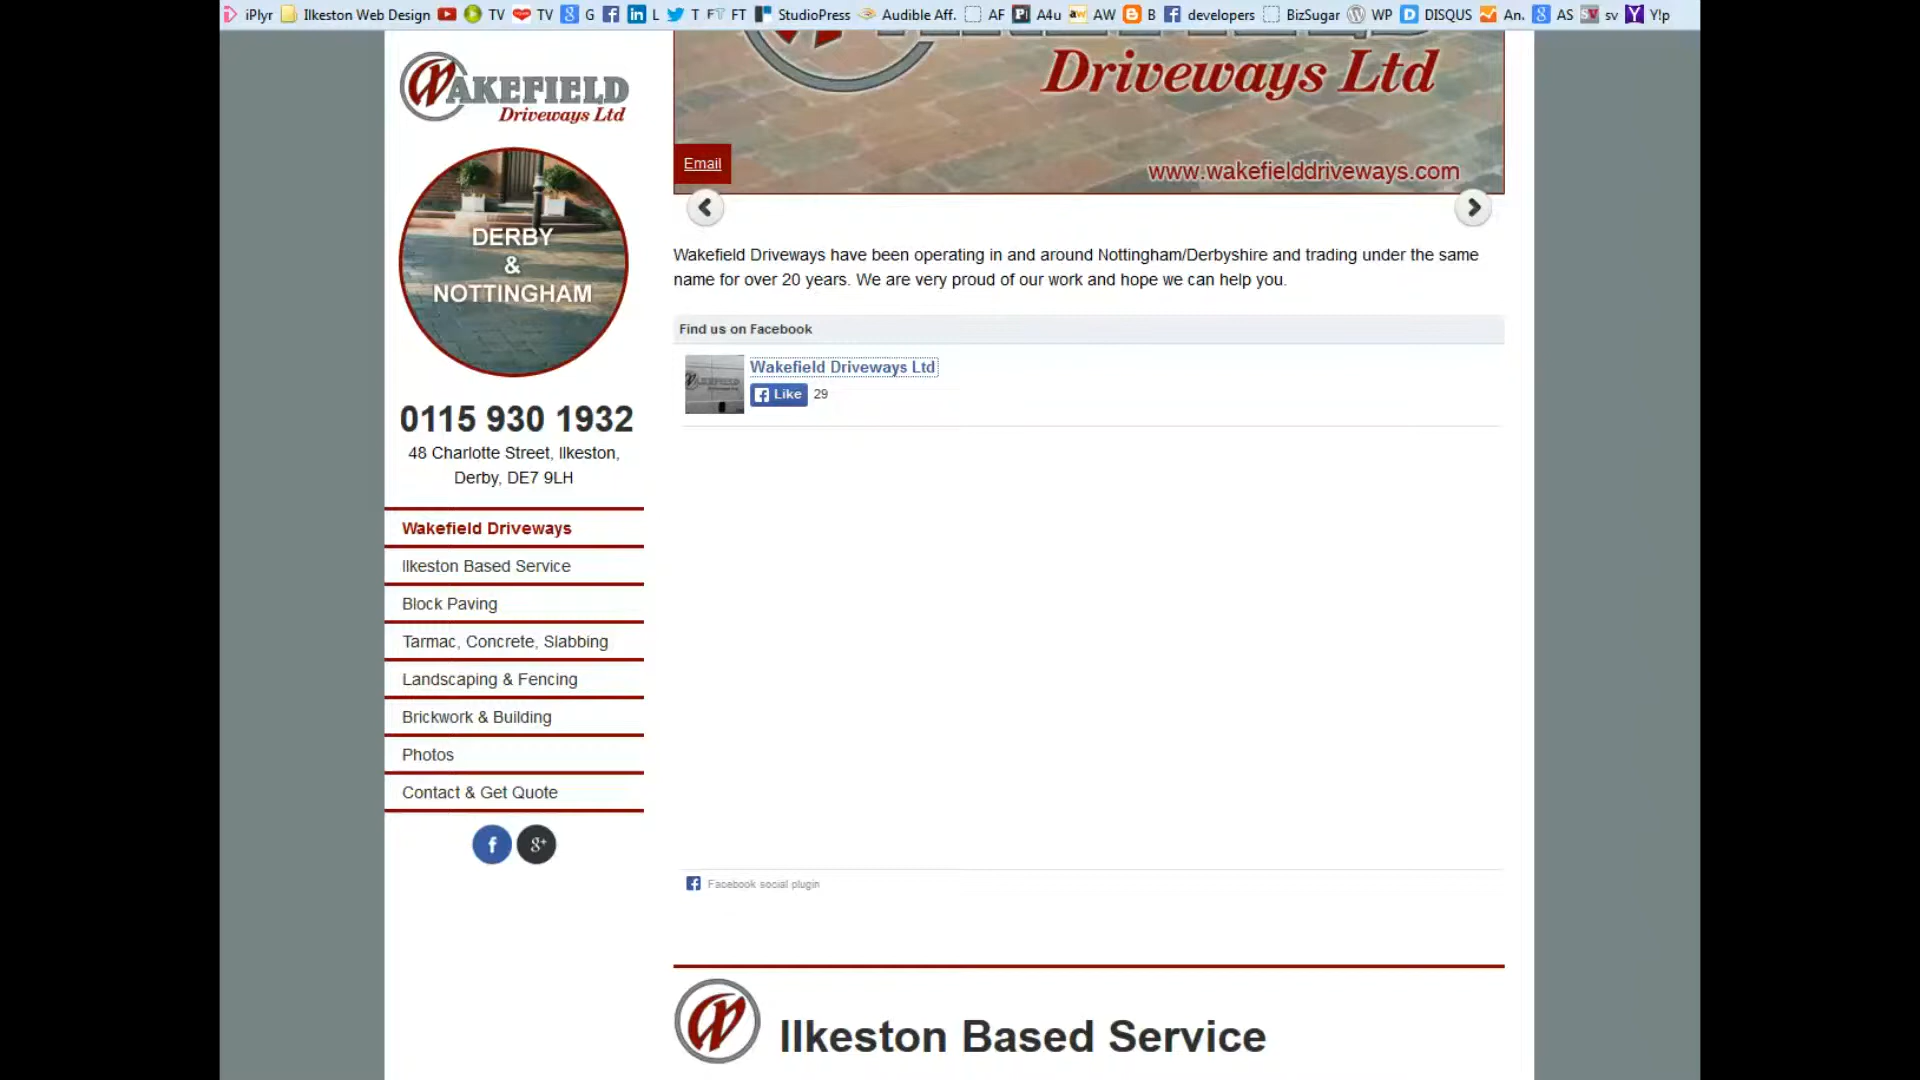 iPlyr Ilkeston Web Design TV TV G L T FT StudioPress Audible Aff. AF A4u AW B developers BizSugar WP DISQUS An. AS sv Y!p
WAKEFIELD
Driveways Ltd
DERBY
&
NOTTINGHAM
0115 930 1932
48 Charlotte Street, Ilkeston,
Derby, DE7 9LH
Wakefield Driveways
Ilkeston Based Service
Block Paving
Tarmac, Concrete, Slabbing
Landscaping & Fencing
Brickwork & Building
Photos
Contact & Get Quote
Driveways Ltd
Email
www.wakefielddriveways.com
Wakefield Driveways have been operating in and around Nottingham/Derbyshire and trading under the same
name for over 20 years. We are very proud of our work and hope we can help you.
Find us on Facebook
Wakefield Driveways Ltd
Like 29
Facebook social plugin
Ilkeston Based Service